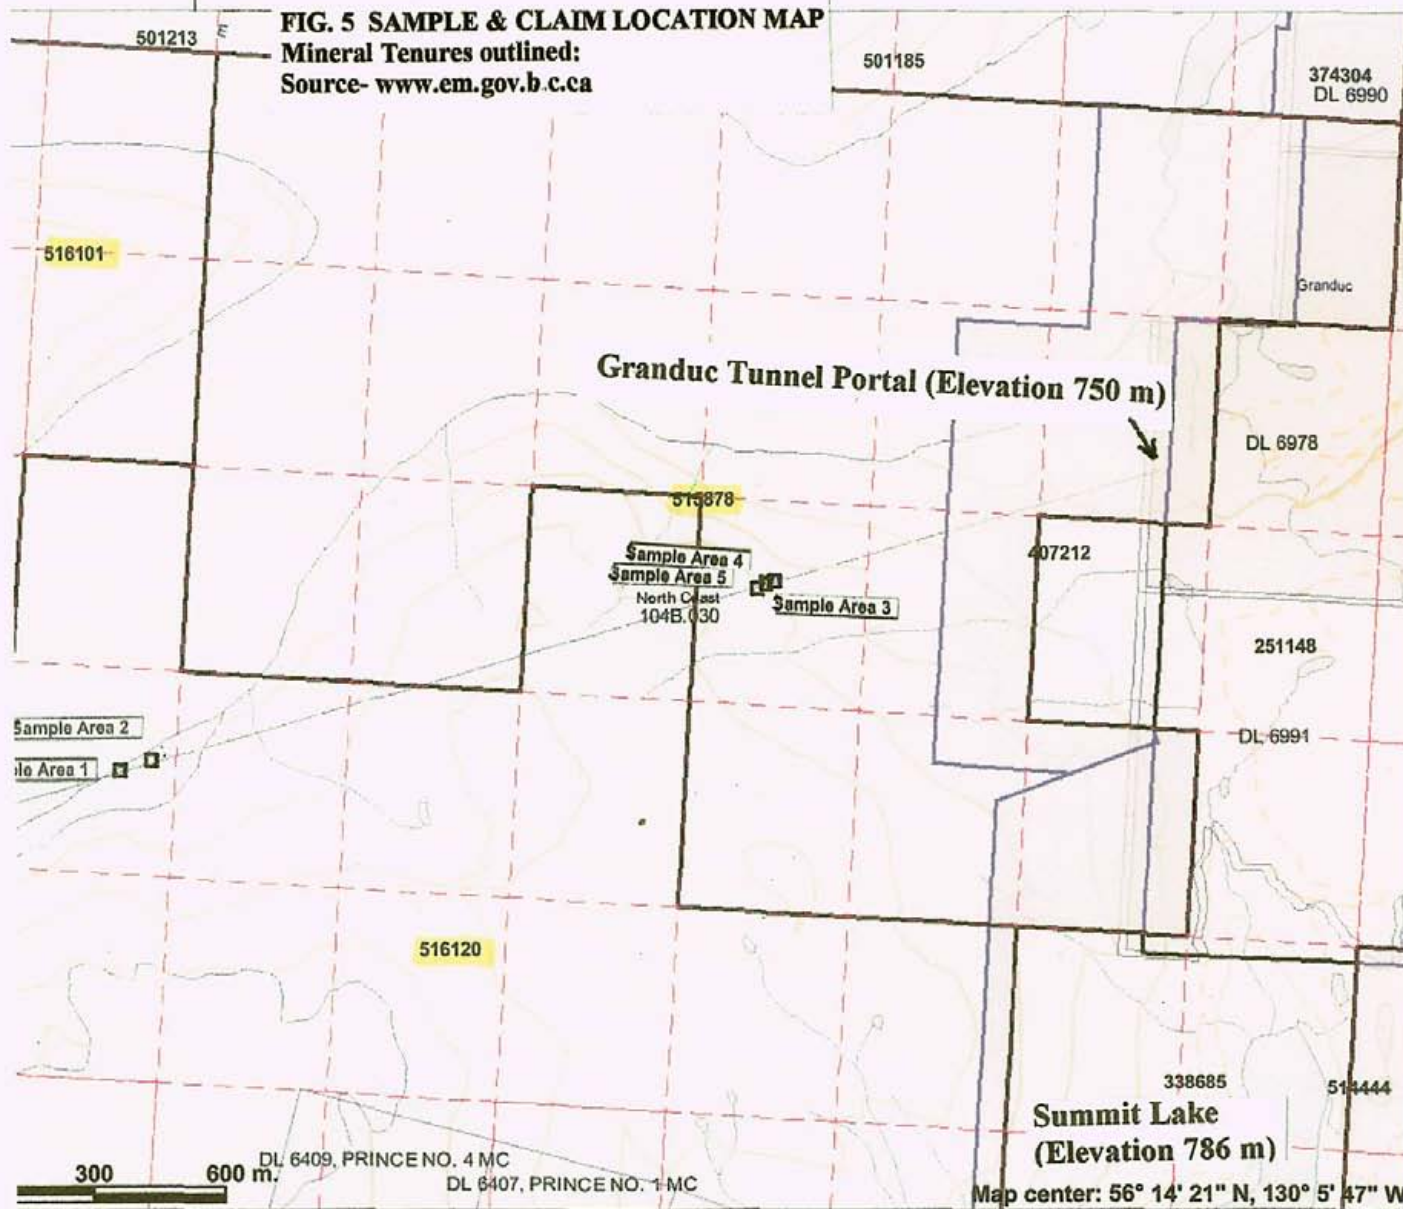 FIG. 5 SAMPLE & CLAIM LOCATION MAP
Mineral Tenures outlined:
Source- www.em.gov.b.c.ca
501213
E
501185
374304
DL 6990
516101
Granduc
Granduc Tunnel Portal (Elevation 750 m)
DL 6978
515878
407212
Sample Area 4
Sample Area 5
North Coast
104B.030
Sample Area 3
251148
Sample Area 2
DL 6991
le Area 1
516120
338685
514444
Summit Lake
(Elevation 786 m)
300 600 m.
DL 6409, PRINCE NO. 4 MC
DL 6407, PRINCE NO. 1 MC
Map center: 56° 14' 21" N, 130° 5' 47" W